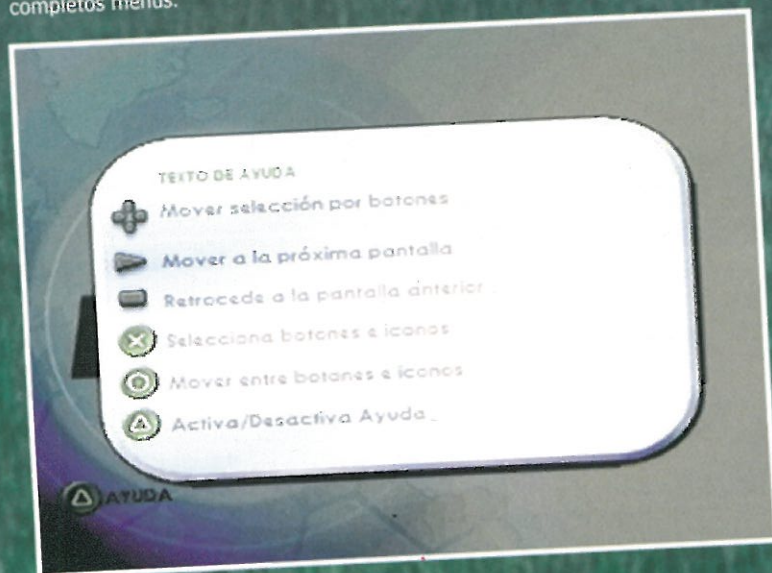 completos menús.
TEXTO DE AYUDA
Mover selección por botones
Mover a la próxima pantalla
Retrocede a la pantalla anterior
Selecciona botones e iconos
Mover entre botones e iconos
Activa/Desactiva Ayuda
AYUDA